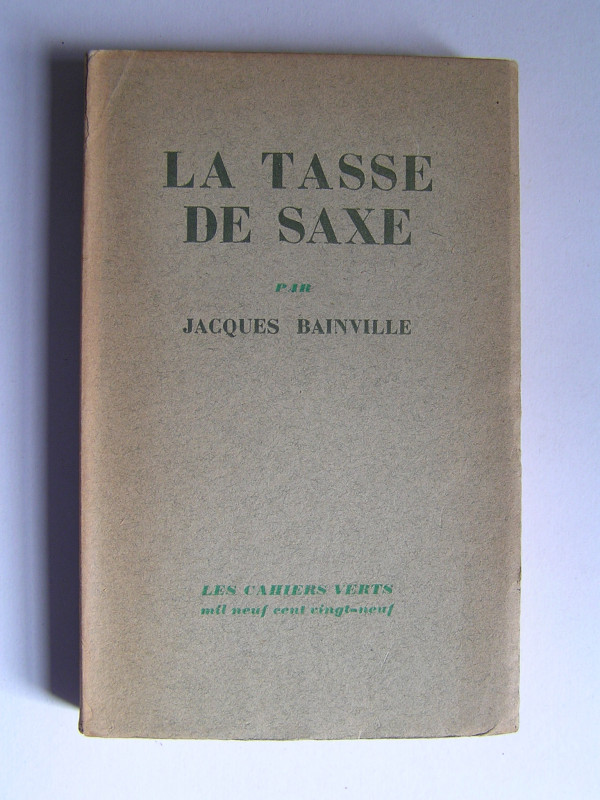 LA TASSE
DE SAXE
PAR
JACQUES BAINVILLE
LES CAHIERS VERTS
mil neuf cent vingt-neuf